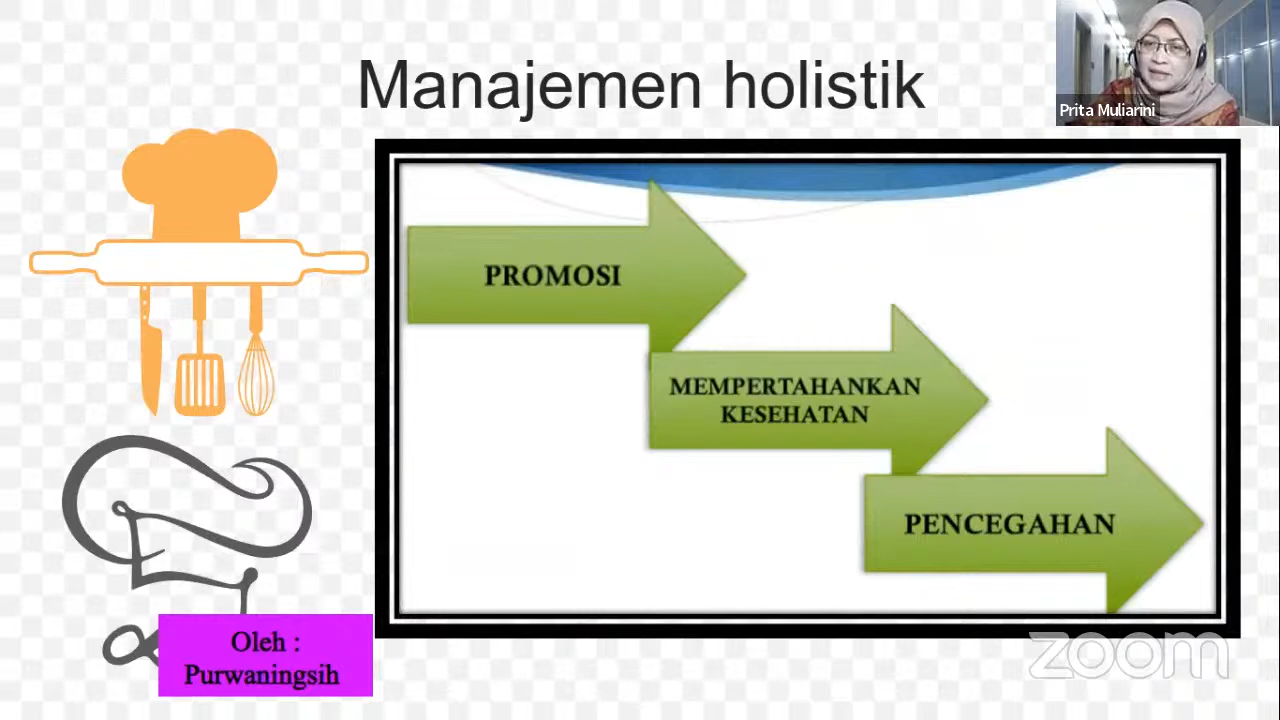 Manajemen holistik
Prita Muliarini
PROMOSI
MEMPERTAHANKAN
KESEHATAN
PENCEGAHAN
Oleh :
Purwaningsih
zoom